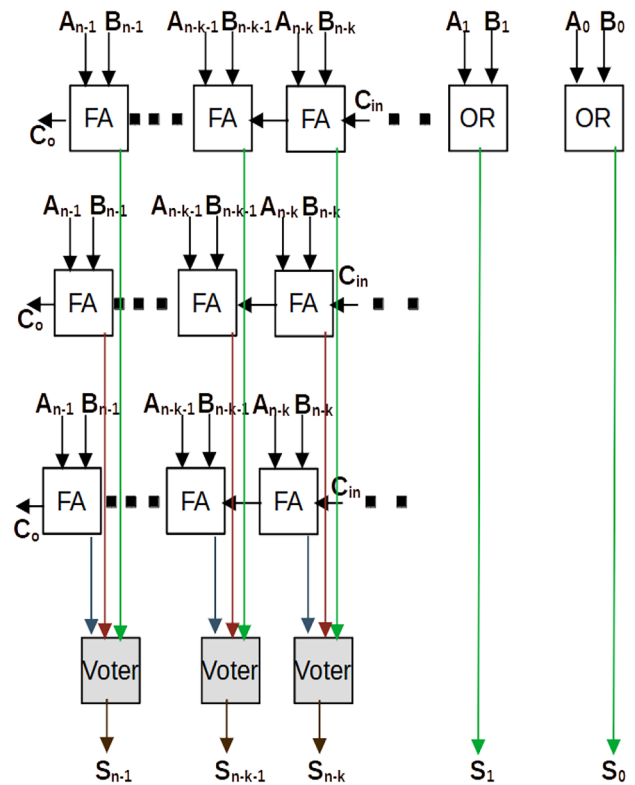 An-1 Bn-1 An-k-1 Bn-k-1 An-k Bn-k A1 B1 A0 B0
Co FA FA FA Cin OR OR
An-1 Bn-1 An-k-1 Bn-k-1 An-k Bn-k
Co FA FA FA Cin
An-1 Bn-1 An-k-1 Bn-k-1 An-k Bn-k
Co FA FA FA Cin
Voter Voter Voter
Sn-1 Sn-k-1 Sn-k S1 S0